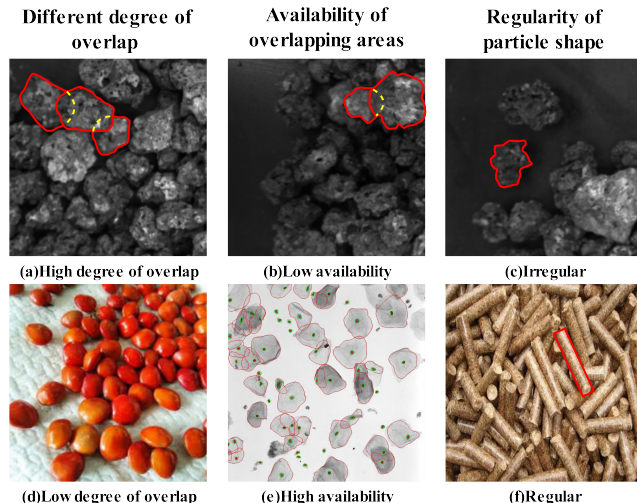 Different degree of
overlap
Availability of
overlapping areas
Regularity of
particle shape
(a)High degree of overlap
(b)Low availability
(c)Irregular
(d)Low degree of overlap
(e)High availability
(f)Regular